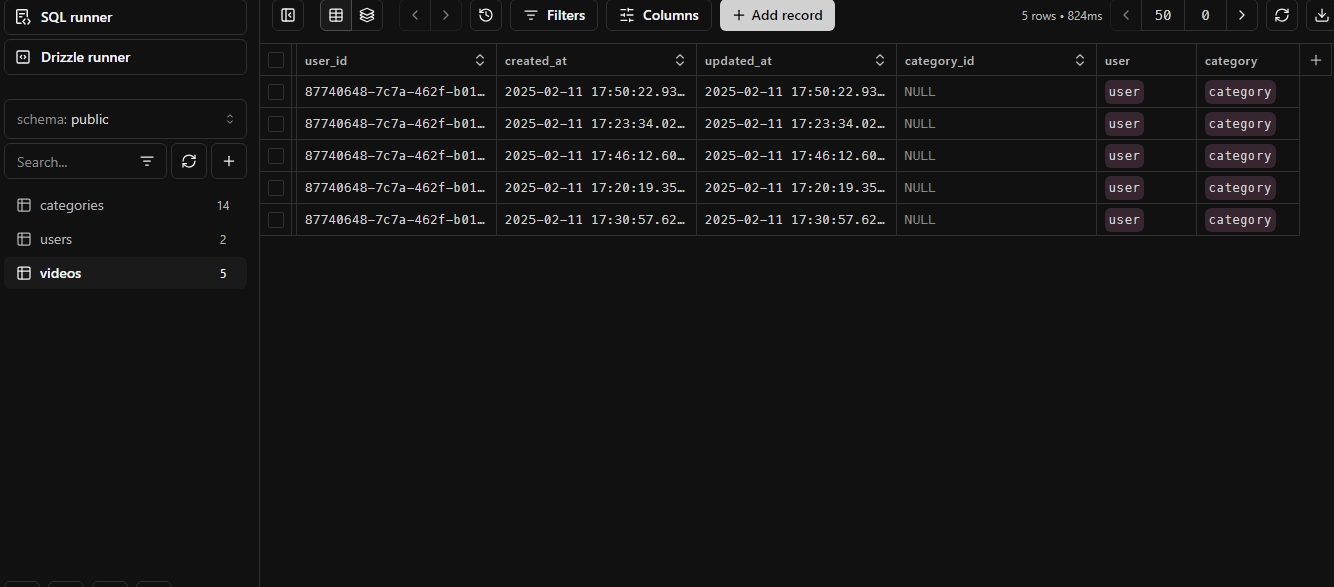 SQL runner
Drizzle runner
schema: public
Search...
categories 14
users 2
videos 5
Filters Columns + Add record 5 rows • 824ms 50 0
user_id created_at updated_at category_id user category
87740648-7c7a-462f-b01… 2025-02-11 17:50:22.93… 2025-02-11 17:50:22.93… NULL user category
87740648-7c7a-462f-b01… 2025-02-11 17:23:34.02… 2025-02-11 17:23:34.02… NULL user category
87740648-7c7a-462f-b01… 2025-02-11 17:46:12.60… 2025-02-11 17:46:12.60… NULL user category
87740648-7c7a-462f-b01… 2025-02-11 17:20:19.35… 2025-02-11 17:20:19.35… NULL user category
87740648-7c7a-462f-b01… 2025-02-11 17:30:57.62… 2025-02-11 17:30:57.62… NULL user category